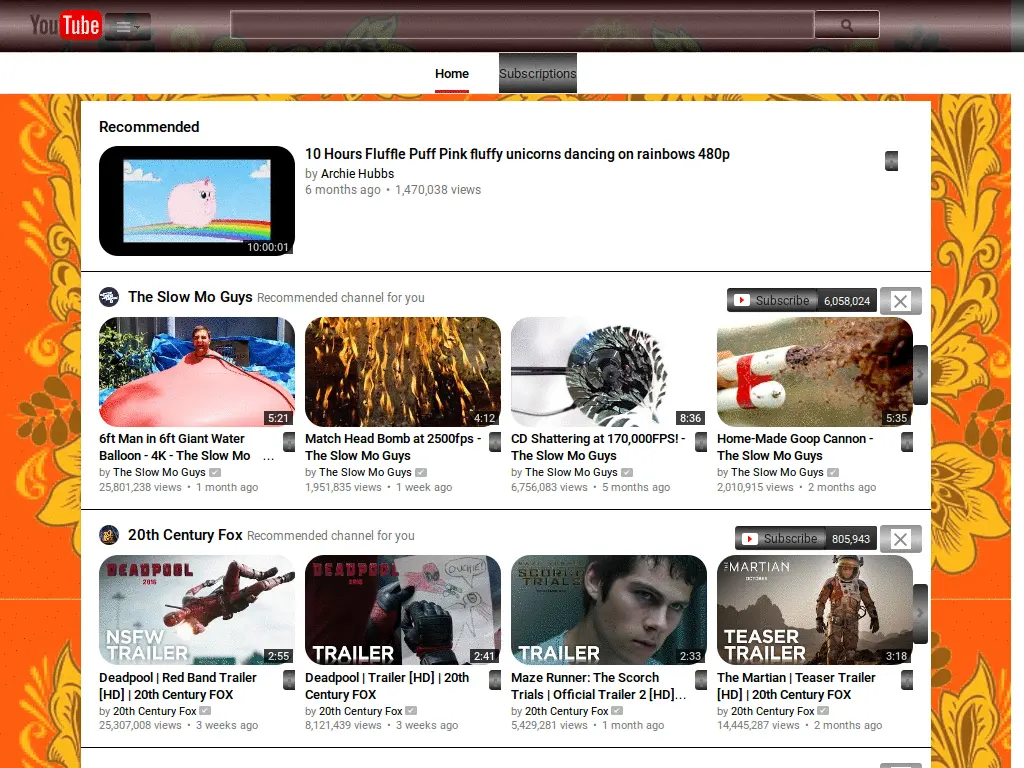 YouTube
Home
Subscriptions
Recommended
10 Hours Fluffle Puff Pink fluffy unicorns dancing on rainbows 480p
by Archie Hubbs
6 months ago • 1,470,038 views
10:00:01
The Slow Mo Guys Recommended channel for you
Subscribe 6,058,024
5:21
4:12
8:36
5:35
6ft Man in 6ft Giant Water
Balloon - 4K - The Slow Mo ...
by The Slow Mo Guys
25,801,238 views • 1 month ago
Match Head Bomb at 2500fps -
The Slow Mo Guys
by The Slow Mo Guys
1,951,835 views • 1 week ago
CD Shattering at 170,000FPS! -
The Slow Mo Guys
by The Slow Mo Guys
6,756,083 views • 5 months ago
Home-Made Goop Cannon -
The Slow Mo Guys
by The Slow Mo Guys
2,010,915 views • 2 months ago
20th Century Fox Recommended channel for you
Subscribe 805,943
DEADPOOL
2016
NSFW
TRAILER
2:55
DEADPOOL
2016
OUCHIE!
TRAILER
2:41
SCORCH
TRIALS
TRAILER
2:33
THE MARTIAN
OCTOBER
TEASER
TRAILER
3:18
Deadpool | Red Band Trailer
[HD] | 20th Century FOX
by 20th Century Fox
25,307,008 views • 3 weeks ago
Deadpool | Trailer [HD] | 20th
Century FOX
by 20th Century Fox
8,121,439 views • 3 weeks ago
Maze Runner: The Scorch
Trials | Official Trailer 2 [HD]...
by 20th Century Fox
5,429,281 views • 1 month ago
The Martian | Teaser Trailer
[HD] | 20th Century FOX
by 20th Century Fox
14,445,287 views • 2 months ago